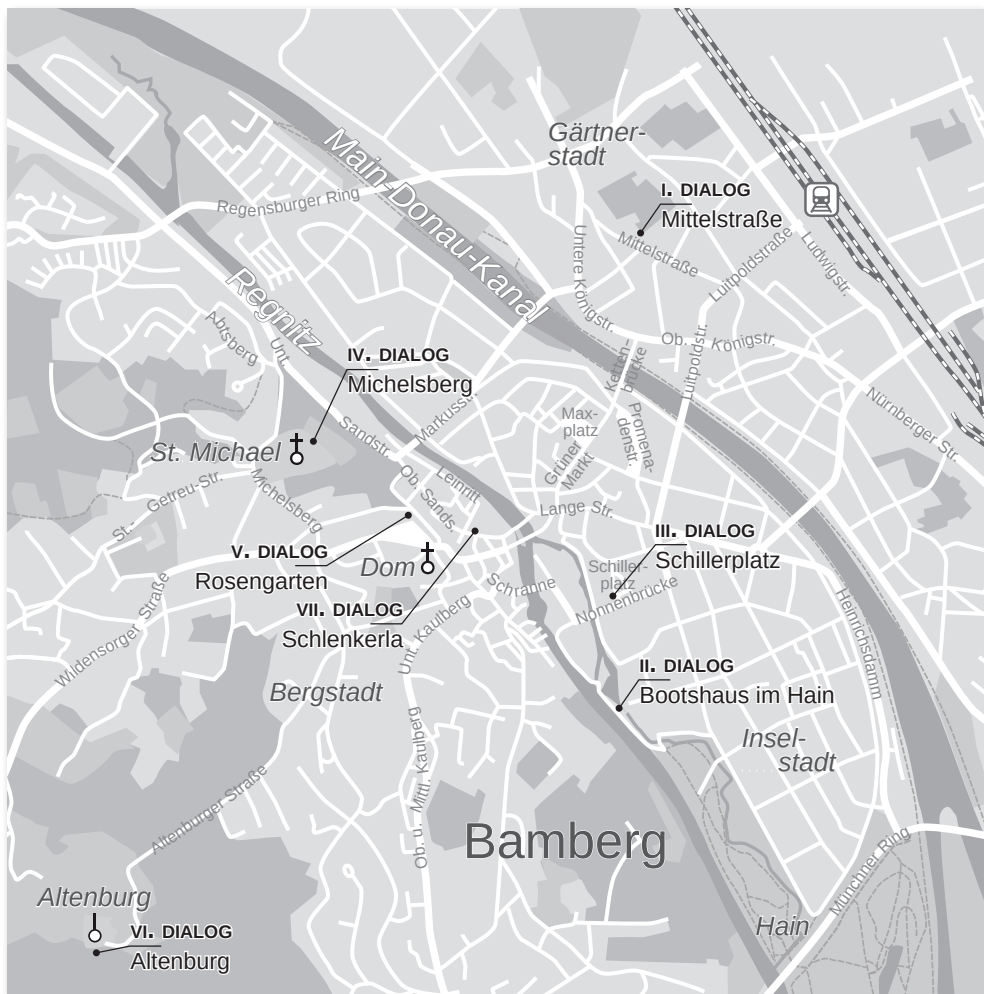 Gärtner-
stadt
Main-Donau-Kanal
I. DIALOG
Mittelstraße
Regensburger Ring
Untere Königstr.
Mittelstraße
Luitpoldstraße
Ludwigstr.
Regnitz
Abtsberg
Unt.
IV. DIALOG
Michelsberg
Ob. Königstr.
Ketten-
brücke
Luitpoldstr.
Markusstr.
Max-
platz
Promena-
denstr.
Nürnberger Str.
Sandstr.
Grüner
Markt
St. Michael
Michelsberg
Ob. Sands.
Leinritt
St.- Getreu-Str.
Lange Str.
III. DIALOG
Schillerplatz
V. DIALOG
Rosengarten
Dom
Schiller-
platz
Schranne
Nonnenbrücke
VII. DIALOG
Schlenkerla
Unt. Kaulberg
Wildensorger Straße
Heinrichsdamm
II. DIALOG
Bootshaus im Hain
Bergstadt
Insel-
stadt
Ob. u. Mittl. Kaulberg
Altenburger Straße
Bamberg
Münchner Ring
Altenburg
Hain
VI. DIALOG
Altenburg